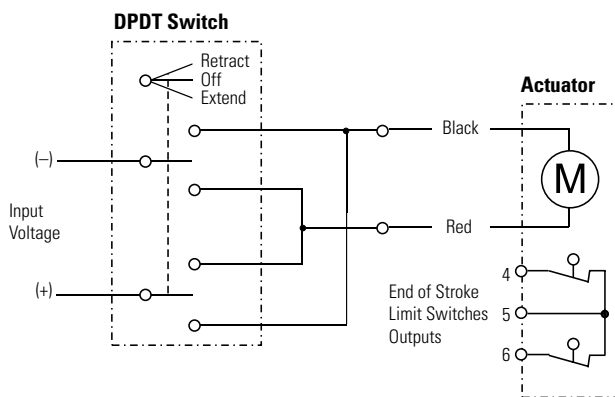 DPDT Switch
Retract
Off
Extend
Actuator
(–)
Black
M
Input
Voltage
Red
(+)
End of Stroke
Limit Switches
Outputs
4
5
6